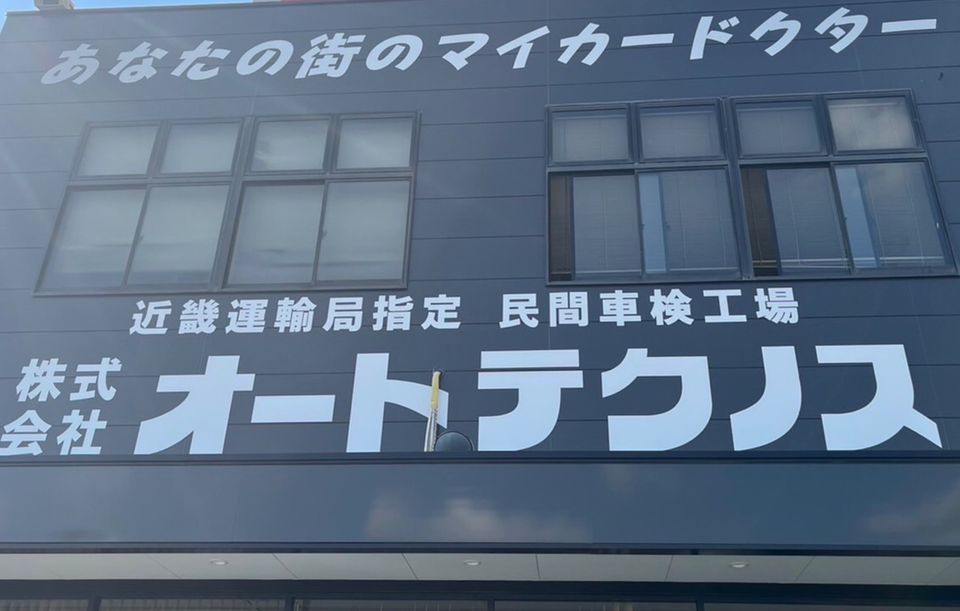 あなたの街のマイカードクター
近畿運輸局指定 民間車検工場
株式会社 オートテクノス